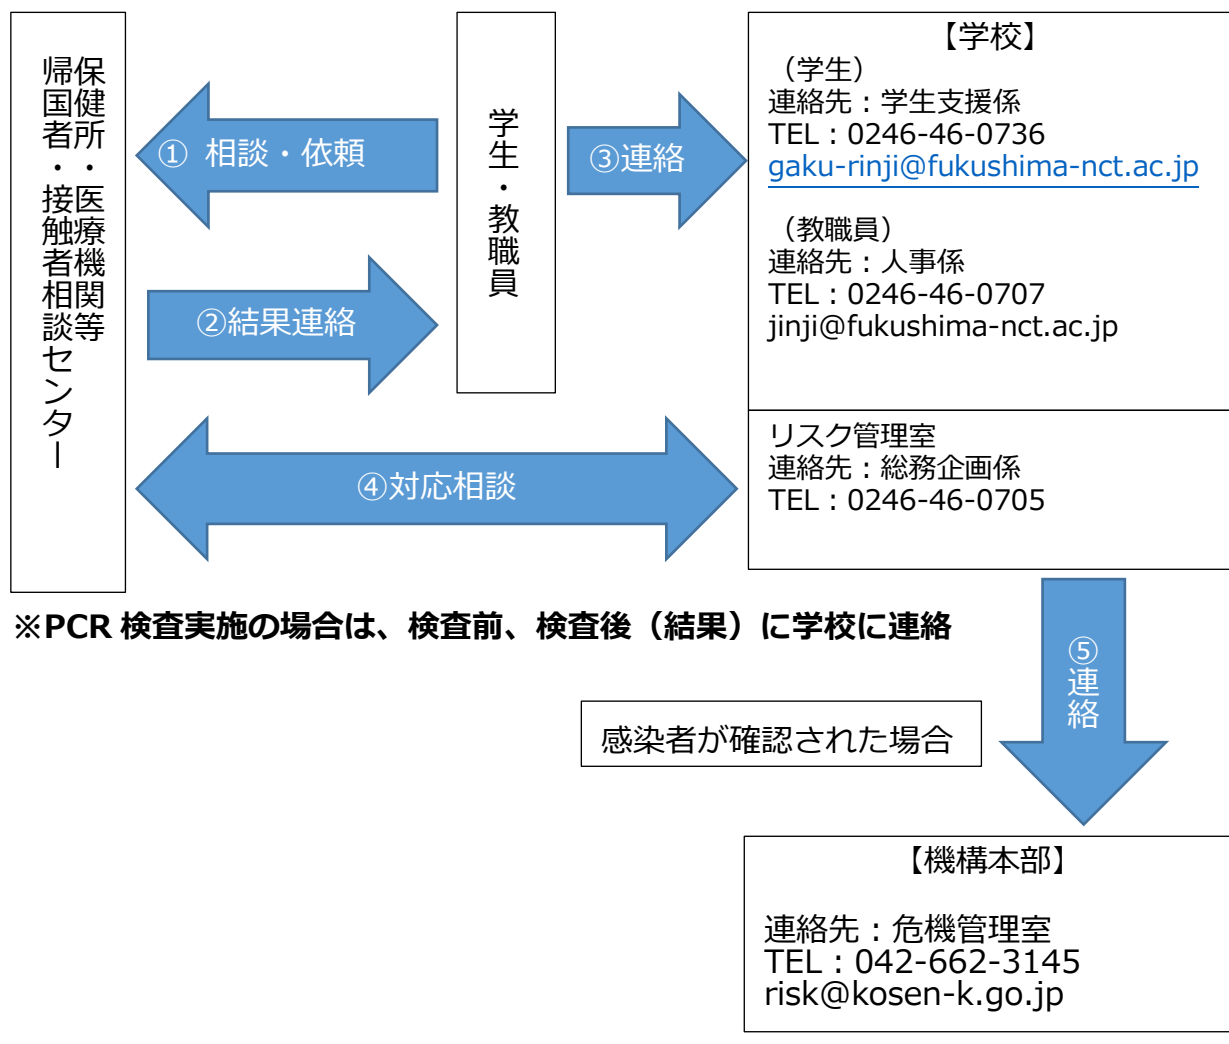 保健所・医療機関等
帰国者・接触者相談センター
① 相談・依頼
②結果連絡
学生・教職員
③連絡
④対応相談
【学校】
（学生）
連絡先：学生支援係
TEL：0246-46-0736
gaku-rinji@fukushima-nct.ac.jp
（教職員）
連絡先：人事係
TEL：0246-46-0707
jinji@fukushima-nct.ac.jp
リスク管理室
連絡先：総務企画係
TEL：0246-46-0705
※PCR 検査実施の場合は、検査前、検査後（結果）に学校に連絡
⑤連絡
感染者が確認された場合
【機構本部】
連絡先：危機管理室
TEL：042-662-3145
risk@kosen-k.go.jp